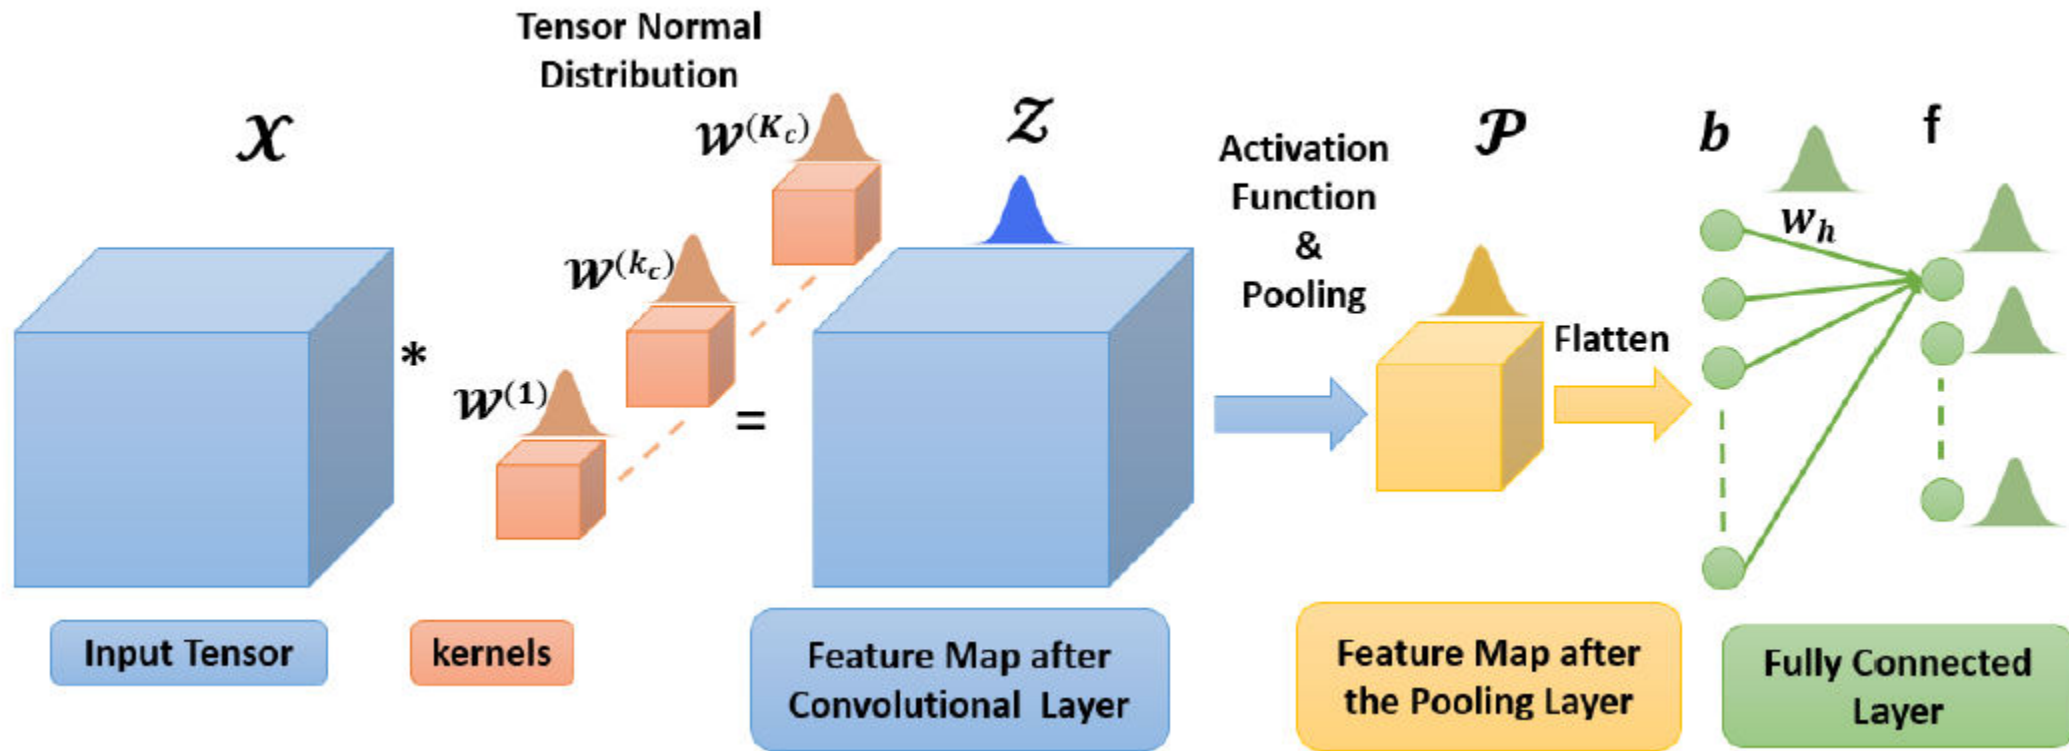 Tensor Normal
Distribution
𝒳
*
𝒲^(1)
𝒲^(k_c)
𝒲^(K_c)
=
𝒵
Activation
Function
&
Pooling
𝒫
Flatten
b
w_h
f
Input Tensor
kernels
Feature Map after
Convolutional Layer
Feature Map after
the Pooling Layer
Fully Connected
Layer